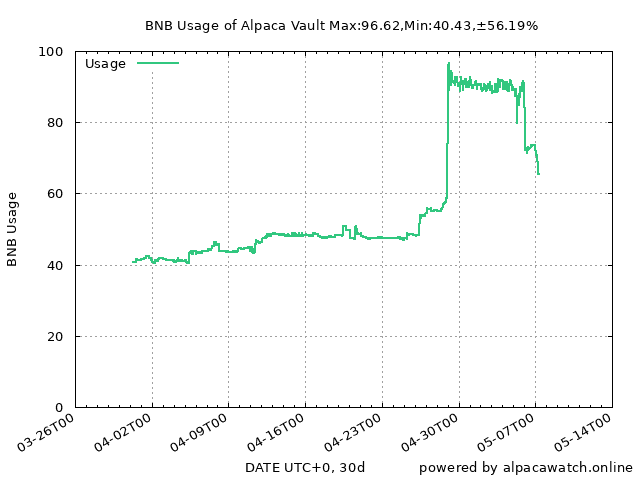 BNB Usage of Alpaca Vault Max:96.62,Min:40.43,±56.19%
Usage
100
80
60
40
20
0
BNB Usage
03-26T00
04-02T00
04-09T00
04-16T00
04-23T00
04-30T00
05-07T00
05-14T00
DATE UTC+0, 30d
powered by alpacawatch.online